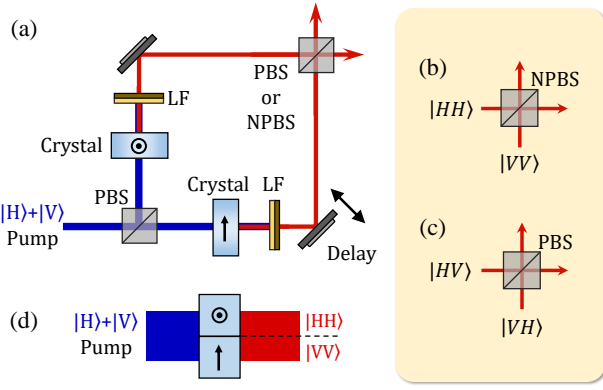 (a)
LF
PBS
or
NPBS
Crystal
PBS
Crystal
LF
|H⟩+|V⟩
Pump
Delay
(d)
|H⟩+|V⟩
Pump
|HH⟩
|VV⟩
(b)
NPBS
|HH⟩
|VV⟩
(c)
PBS
|HV⟩
|VH⟩